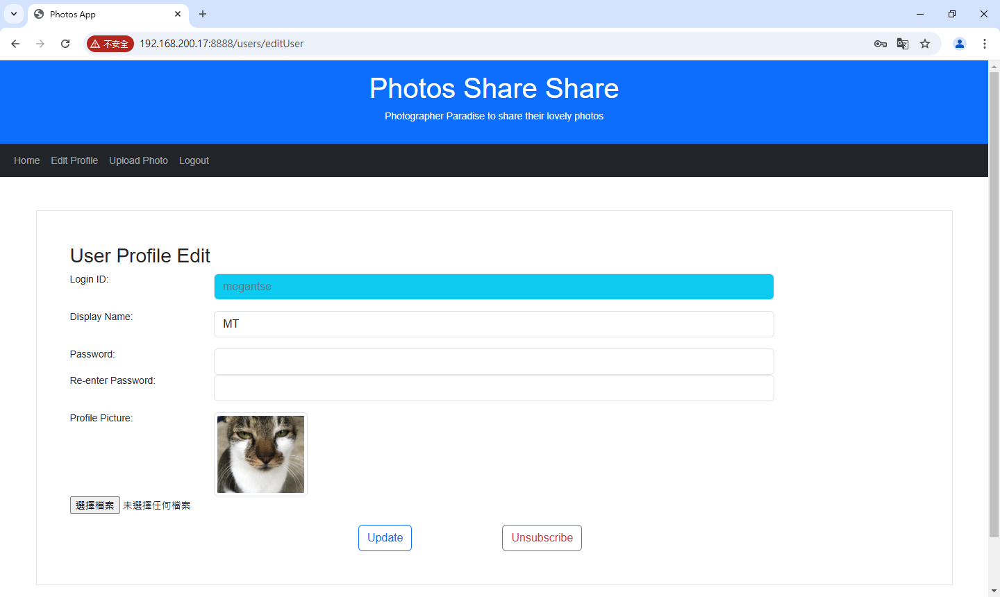 Photos App
不安全
192.168.200.17:8888/users/editUser
Photos Share Share
Photographer Paradise to share their lovely photos
Home Edit Profile Upload Photo Logout
User Profile Edit
Login ID: megantse
Display Name: MT
Password:
Re-enter Password:
Profile Picture:
選擇檔案 未選擇任何檔案
Update Unsubscribe